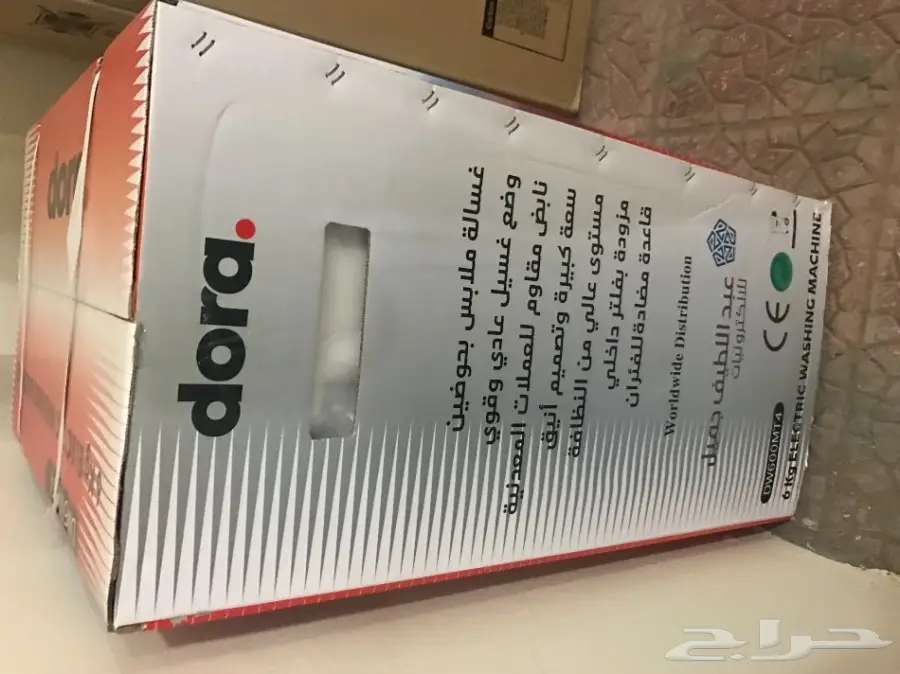 dora.
غسالة ملابس بحوضين
وضع غسيل عادي وقوي
نابض مقاوم للعملات المعدنية
سعة كبيرة وتصميم أنيق
مستوى عالي من النظافة
مزودة بفلتر داخلي
قاعدة مضادة للفئران
Worldwide Distribution
عبد اللطيف جميل
للالكترونيات
CE
DW600MT4
6 Kg ELECTRIC WASHING MACHINE
dor
حراج